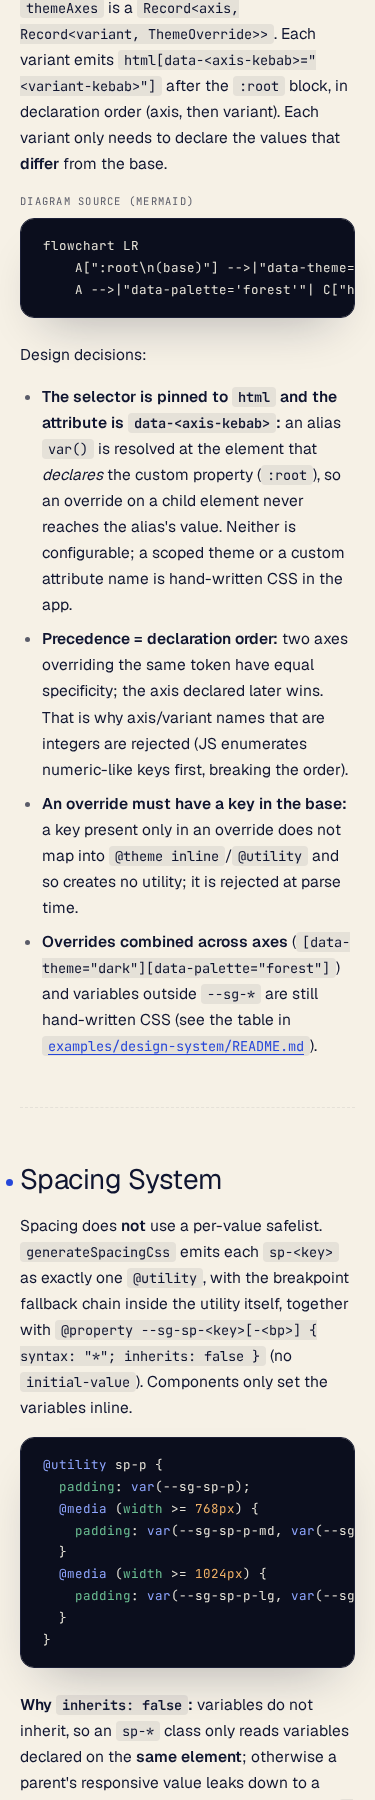 themeAxes is a Record<axis,
Record<variant, ThemeOverride>>. Each
variant emits html[data-<axis-kebab>="
<variant-kebab>"] after the :root block, in
declaration order (axis, then variant). Each
variant only needs to declare the values that
differ from the base.
DIAGRAM SOURCE (MERMAID)
flowchart LR
A[":root\n(base)"] -->|"data-theme=
A -->|"data-palette='forest'"| C["h
Design decisions:
The selector is pinned to html and the
attribute is data-<axis-kebab>: an alias
var() is resolved at the element that
declares the custom property (:root), so
an override on a child element never
reaches the alias's value. Neither is
configurable; a scoped theme or a custom
attribute name is hand-written CSS in the
app.
Precedence = declaration order: two axes
overriding the same token have equal
specificity; the axis declared later wins.
That is why axis/variant names that are
integers are rejected (JS enumerates
numeric-like keys first, breaking the order).
An override must have a key in the base:
a key present only in an override does not
map into @theme inline/@utility and
so creates no utility; it is rejected at parse
time.
Overrides combined across axes ([data-
theme="dark"][data-palette="forest"])
and variables outside --sg-* are still
hand-written CSS (see the table in
examples/design-system/README.md).
Spacing System
Spacing does not use a per-value safelist.
generateSpacingCss emits each sp-<key>
as exactly one @utility, with the breakpoint
fallback chain inside the utility itself, together
with @property --sg-sp-<key>[-<bp>] {
syntax: "*"; inherits: false } (no
initial-value). Components only set the
variables inline.
@utility sp-p {
padding: var(--sg-sp-p);
@media (width >= 768px) {
padding: var(--sg-sp-p-md, var(--sg
}
@media (width >= 1024px) {
padding: var(--sg-sp-p-lg, var(--sg
}
}
Why inherits: false: variables do not
inherit, so an sp-* class only reads variables
declared on the same element; otherwise a
parent's responsive value leaks down to a